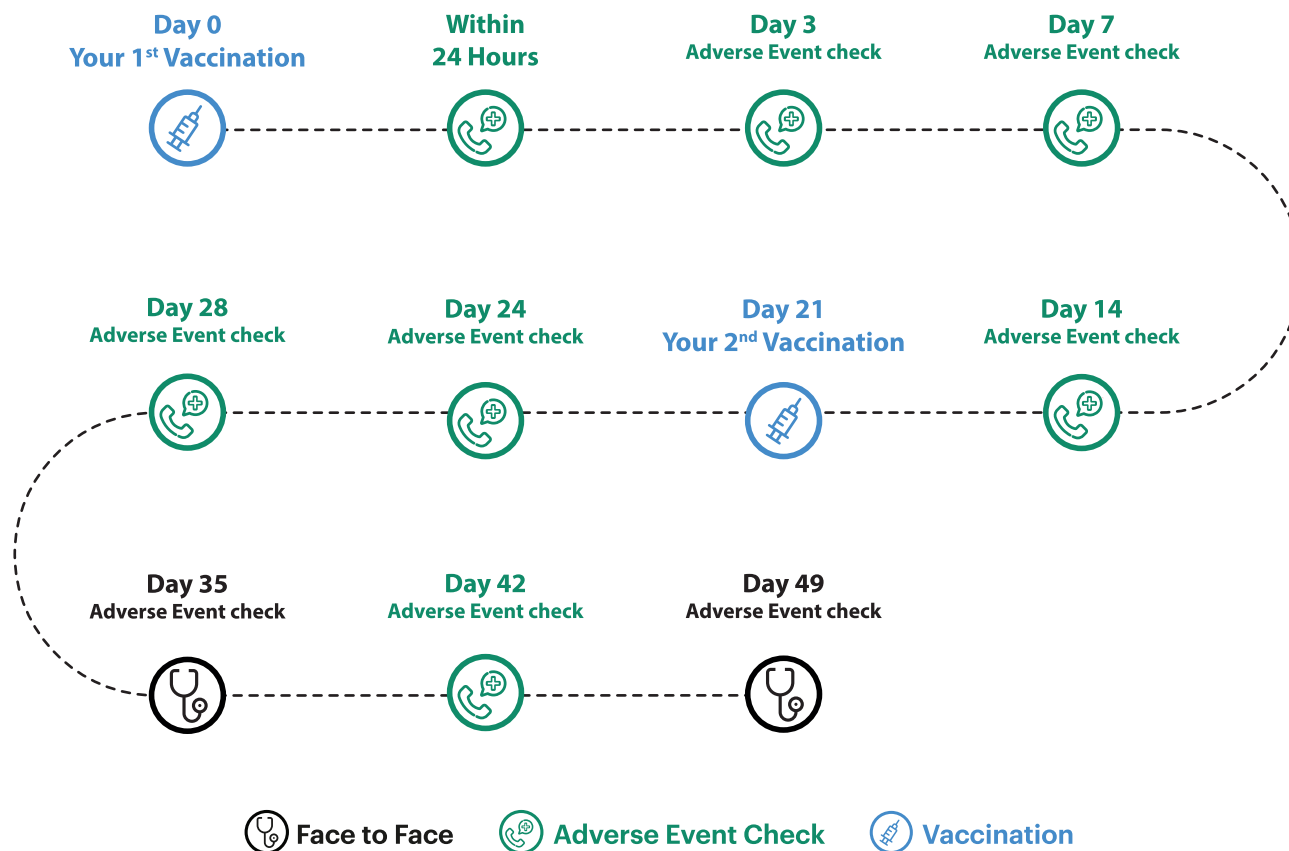 Day 0
Your 1st Vaccination
Within
24 Hours
Day 3
Adverse Event check
Day 7
Adverse Event check
Day 28
Adverse Event check
Day 24
Adverse Event check
Day 21
Your 2nd Vaccination
Day 14
Adverse Event check
Day 35
Adverse Event check
Day 42
Adverse Event check
Day 49
Adverse Event check
Face to Face
Adverse Event Check
Vaccination